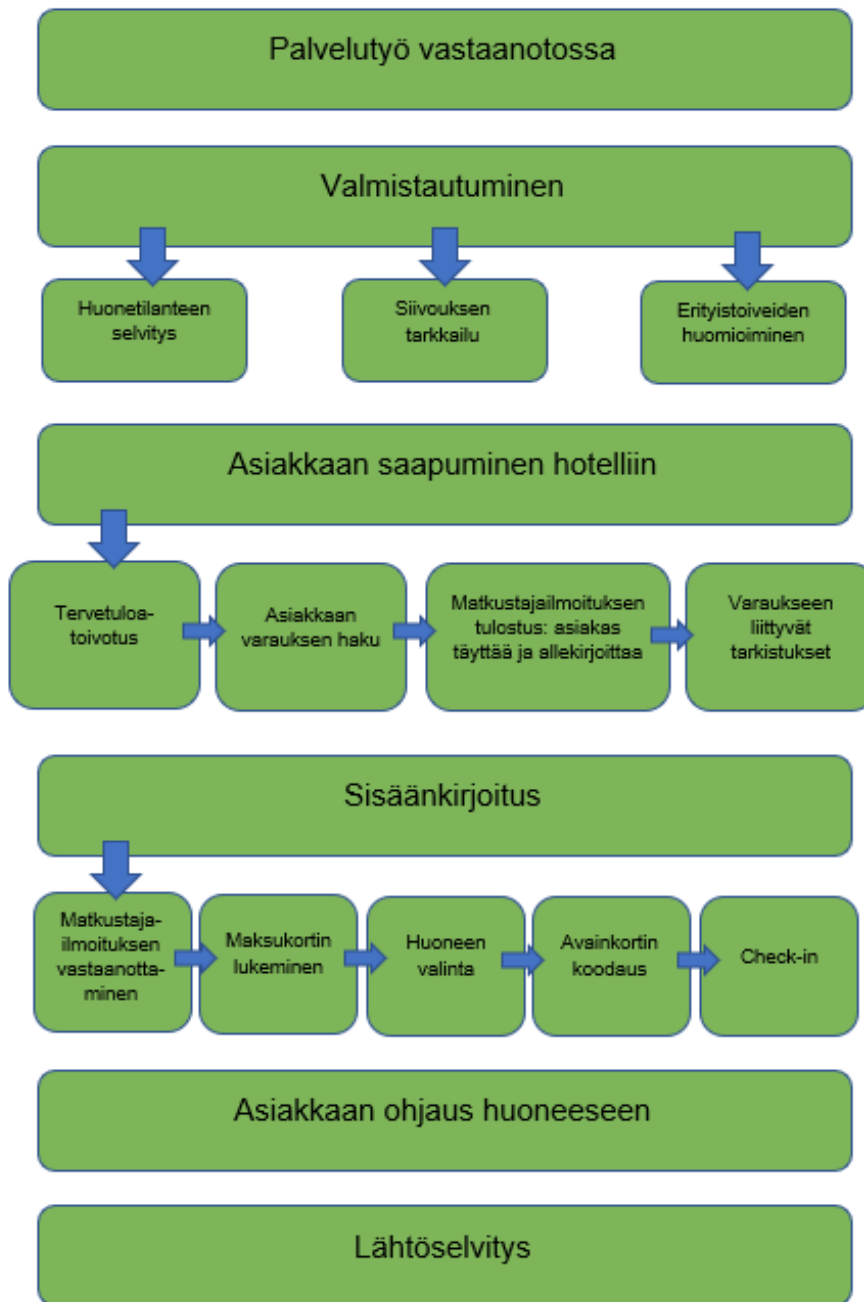 Palvelutyö vastaanotossa
Valmistautuminen
Huonetilanteen
selvitys
Siivouksen
tarkkailu
Erityistoiveiden
huomioiminen
Asiakkaan saapuminen hotelliin
Tervetuloa-
toivotus
Asiakkaan
varauksen haku
Matkustajailmoituksen
tulostus: asiakas
täyttää ja allekirjoittaa
Varaukseen
liittyvät
tarkistukset
Sisäänkirjoitus
Matkustaja-
ilmoituksen
vastaanotta-
minen
Maksukortin
lukeminen
Huoneen
valinta
Avainkortin
koodaus
Check-in
Asiakkaan ohjaus huoneeseen
Lähtöselvitys